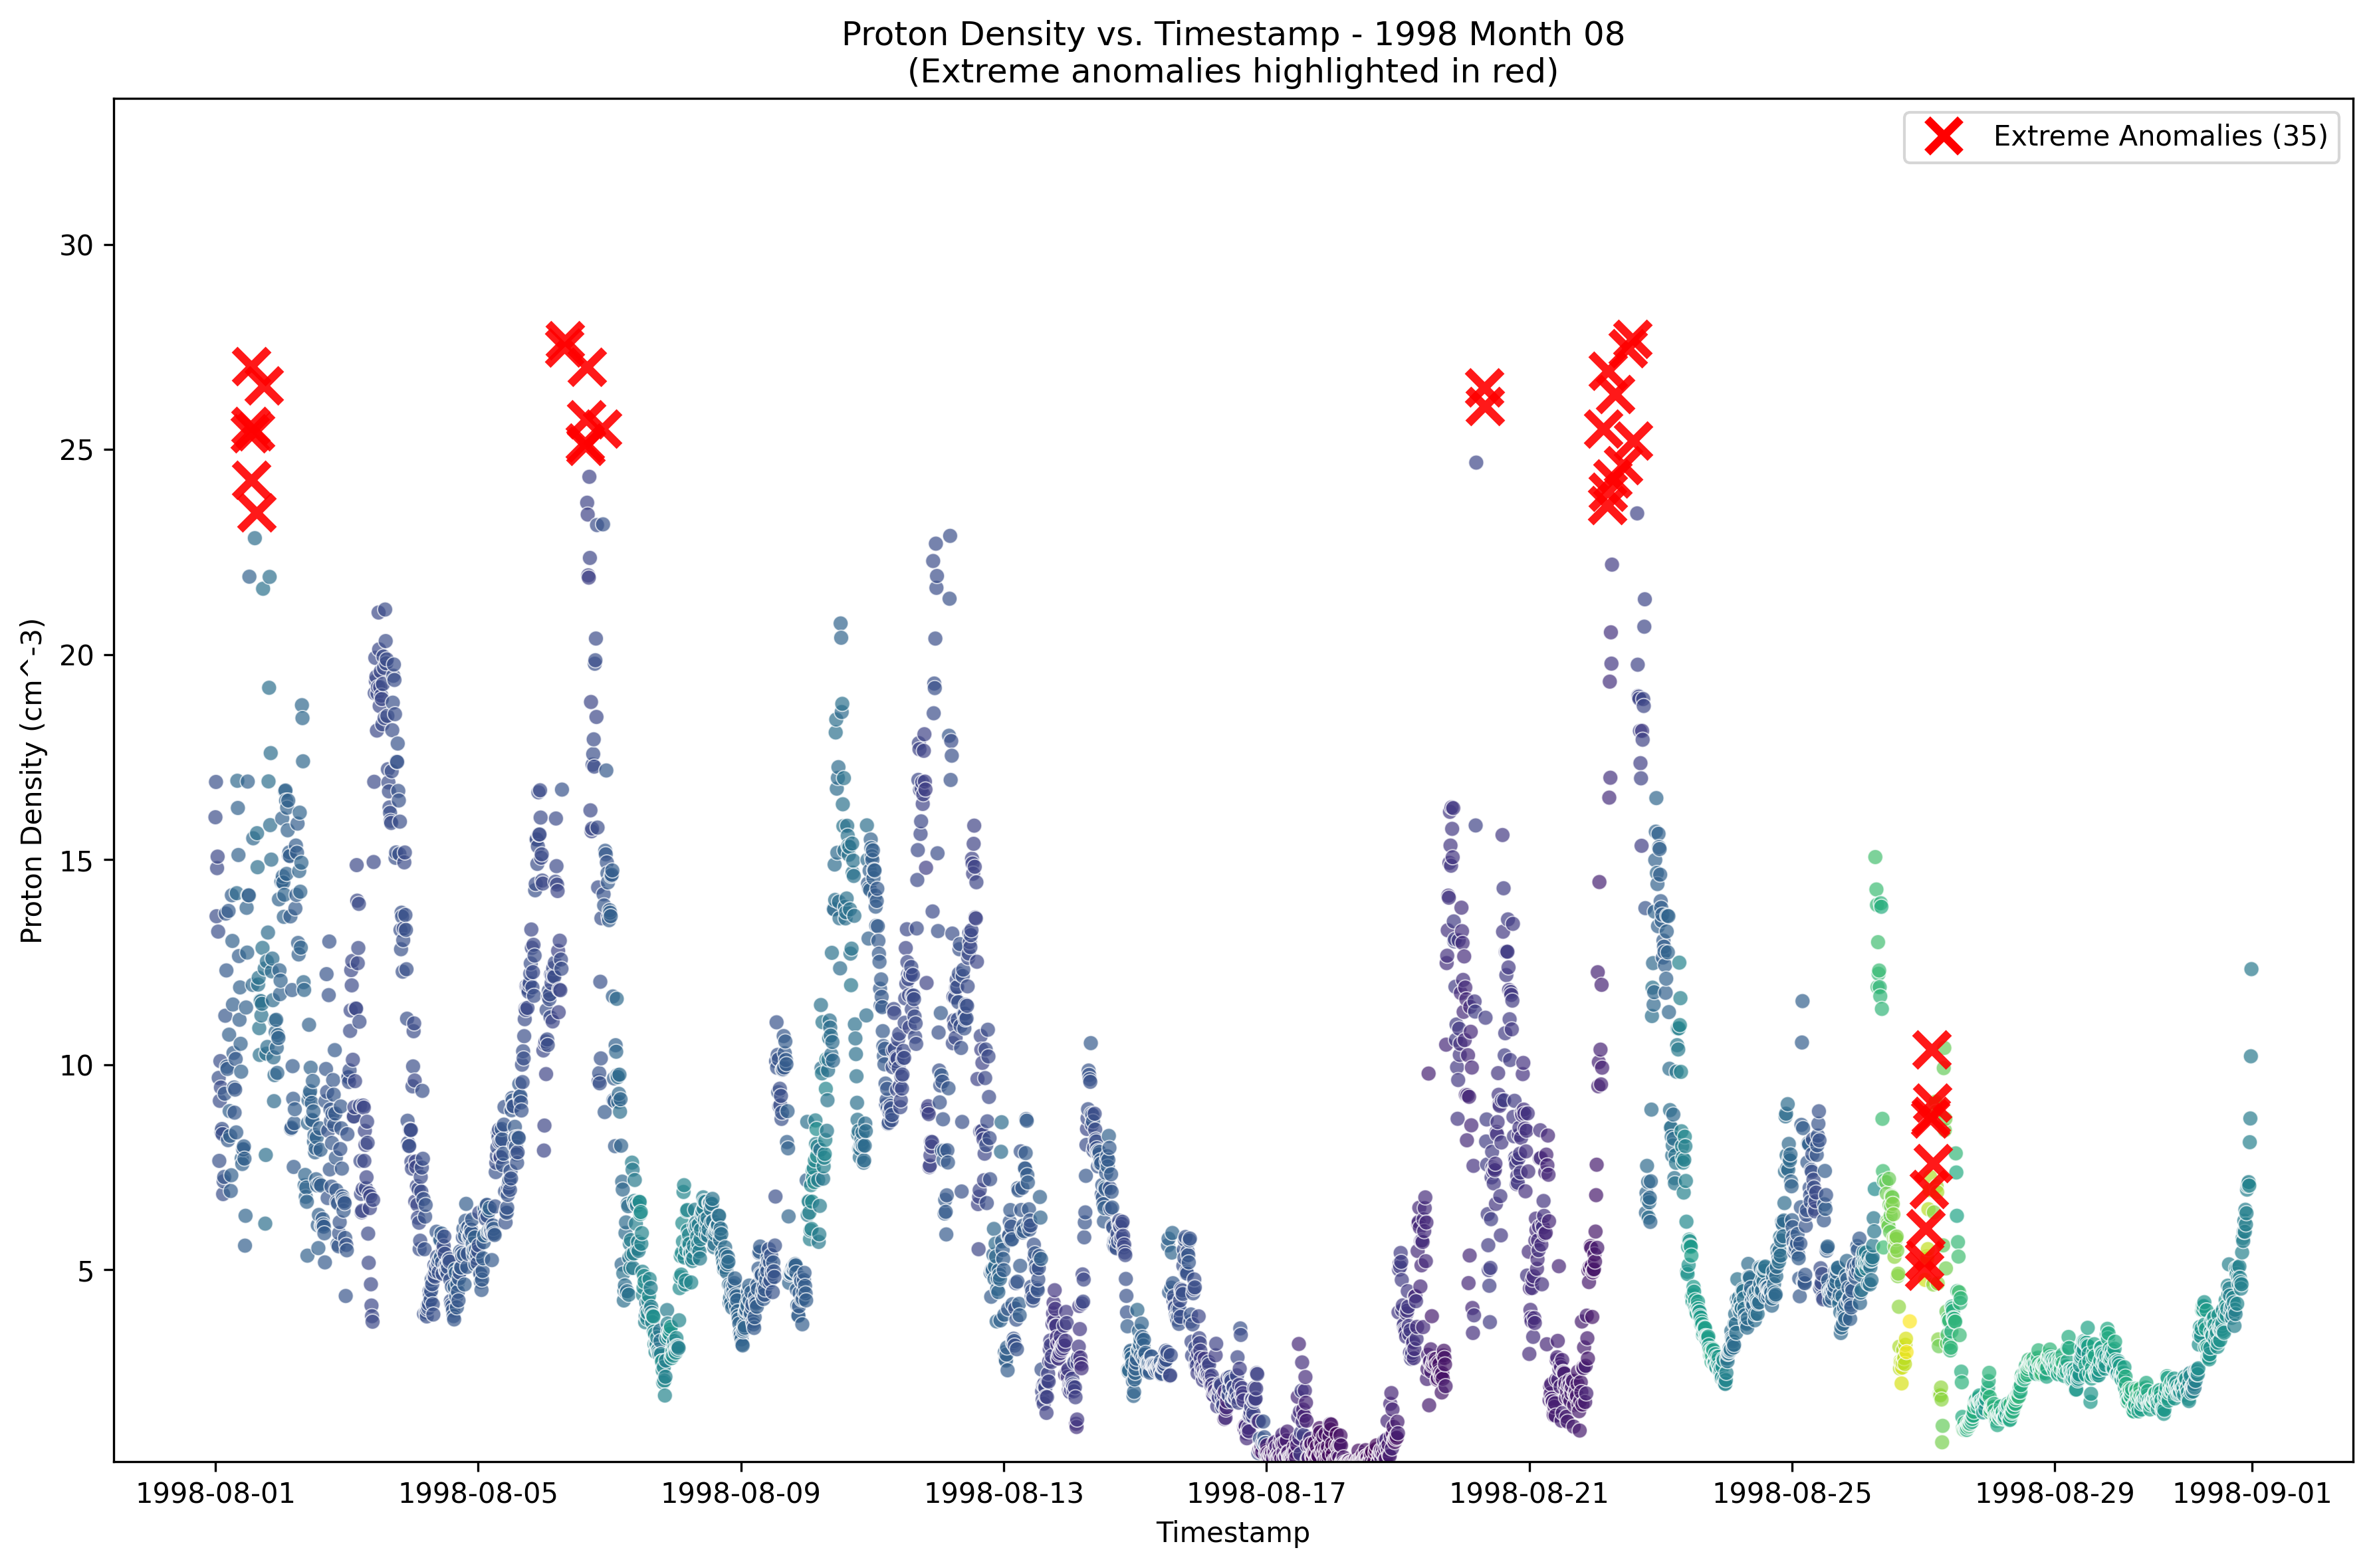 Proton Density vs. Timestamp - 1998 Month 08
(Extreme anomalies highlighted in red)
Extreme Anomalies (35)
30
25
20
15
10
5
Proton Density (cm^-3)
1998-08-01 1998-08-05 1998-08-09 1998-08-13 1998-08-17 1998-08-21 1998-08-25 1998-08-29 1998-09-01
Timestamp